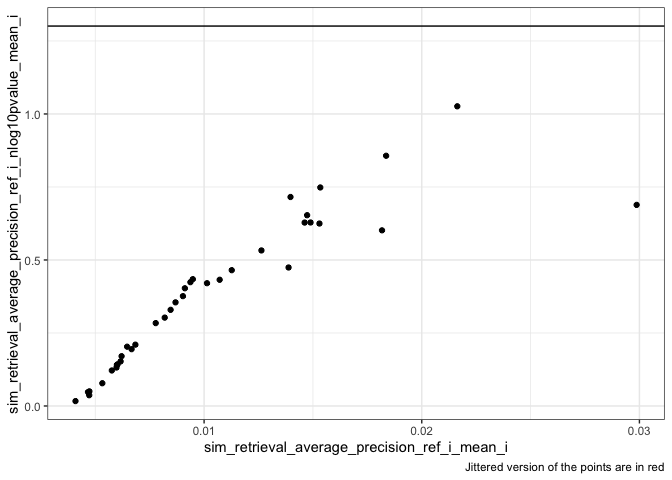 sim_retrieval_average_precision_ref_i_nlog10pvalue_mean_i
1.0
0.5
0.0
0.01
0.02
0.03
sim_retrieval_average_precision_ref_i_mean_i
Jittered version of the points are in red